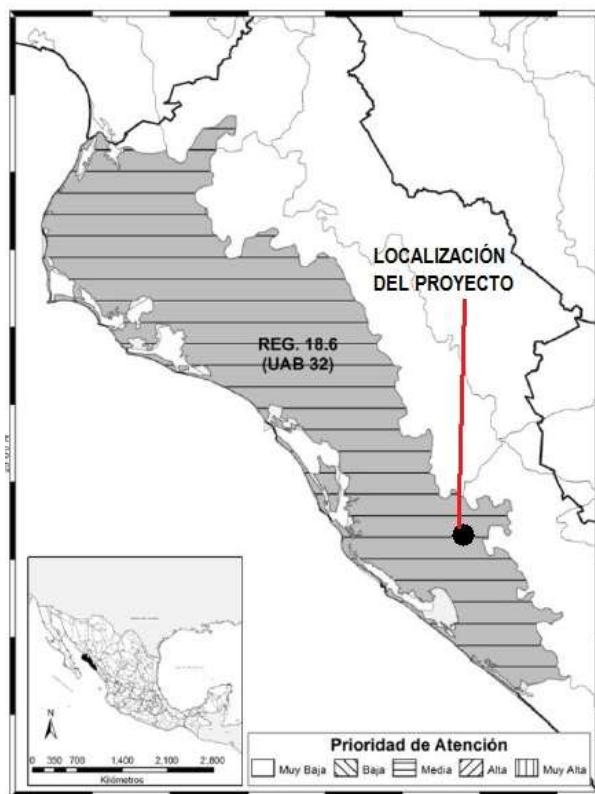 LOCALIZACIÓN
DEL PROYECTO
REG. 18.6
(UAB 32)
N
0 350 700 1,400 2,100 2,800
Kilómetros
Prioridad de Atención
Muy Baja Baja Media Alta Muy Alta